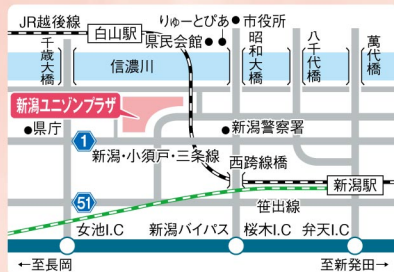 JR越後線
白山駅
りゅーとぴあ
市役所
県民会館
千歳大橋
昭和大橋
八千代橋
萬代橋
信濃川
新潟ユニゾンプラザ
県庁
1
新潟警察署
新潟・小須戸・三条線
西跨線橋
新潟駅
51
笹出線
女池I.C
新潟バイパス
桜木I.C
弁天I.C
←至長岡
至新発田→